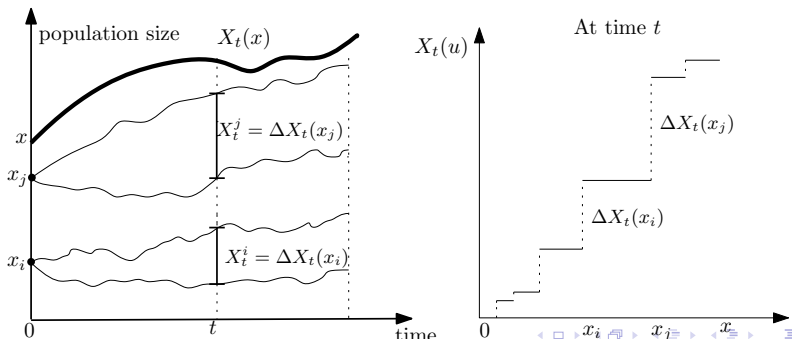 population size
X_t(x)
x
x_j
X_t^j = ΔX_t(x_j)
x_i
X_t^i = ΔX_t(x_i)
0
t
time
At time t
X_t(u)
ΔX_t(x_j)
ΔX_t(x_i)
0
x_i
x_j
x